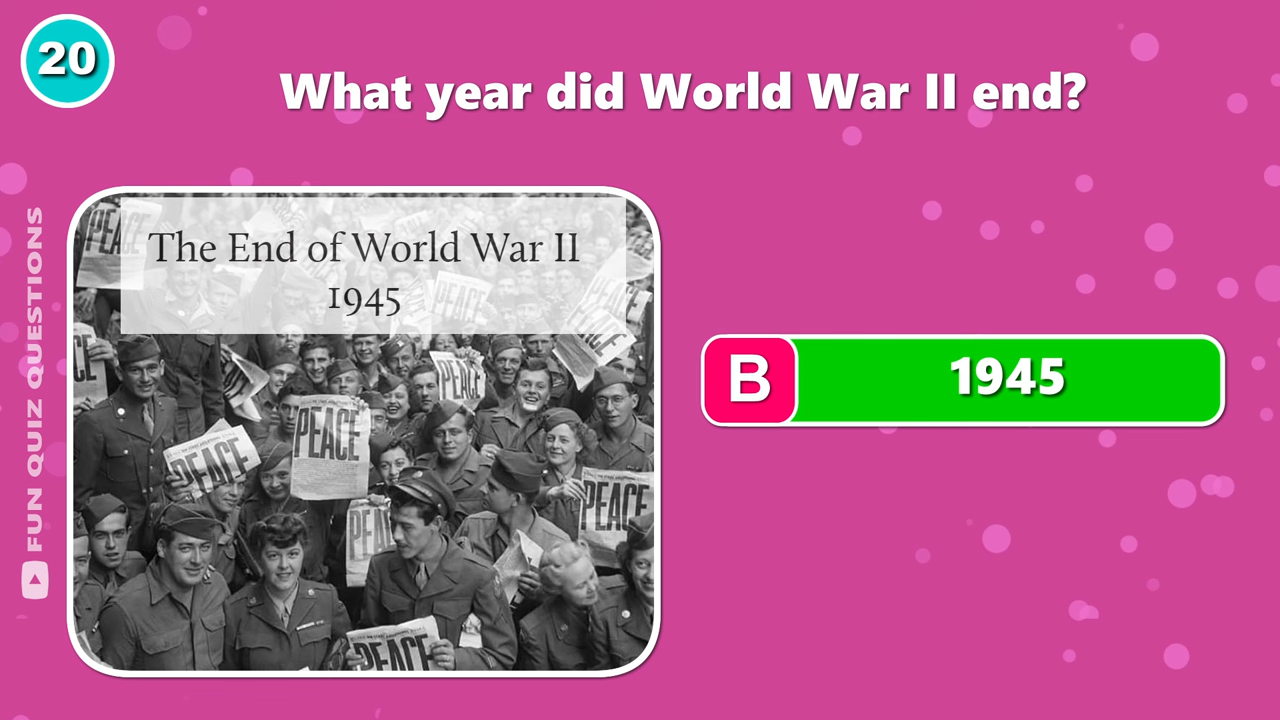 20
What year did World War II end?
FUN QUIZ QUESTIONS
The End of World War II
1945
PEACE
PEACE
PEACE
PEACE
PEACE
PEACE
B
1945